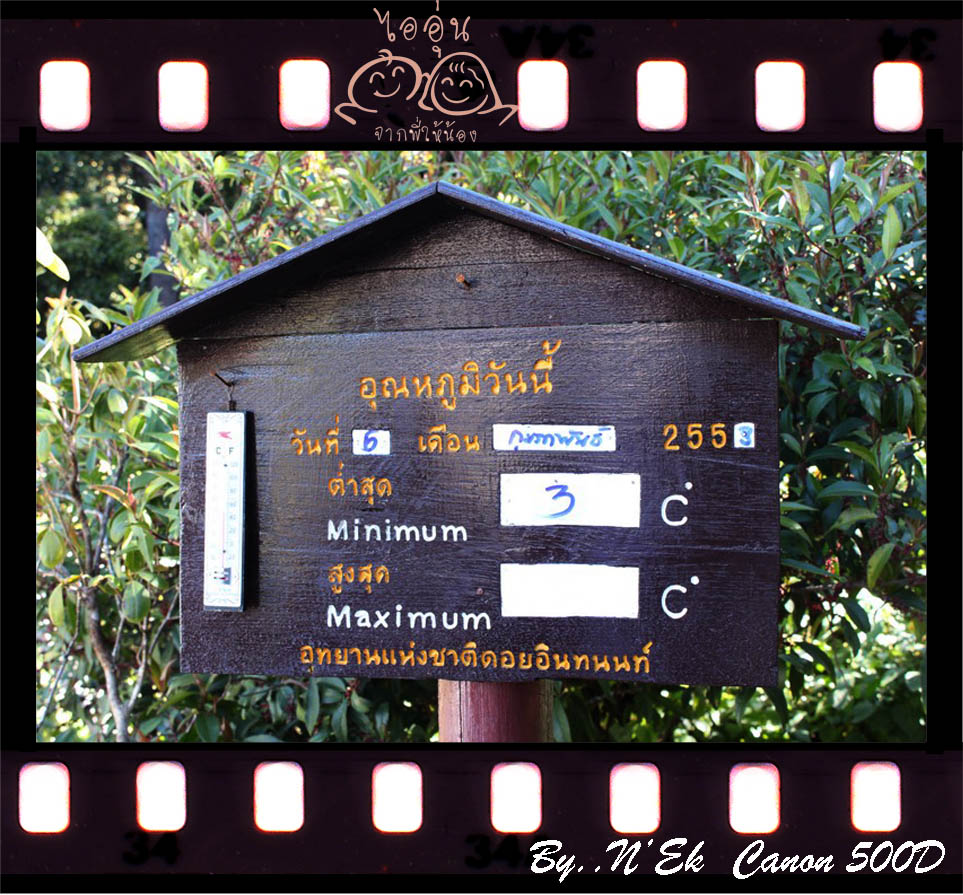 ไออุ่น
จากพี่ให้น้อง
อุณหภูมิวันนี้
วันที่ 5 เดือน กุมภาพันธ์ 2553
C F
ต่ำสุด
Minimum 3 C°
สูงสุด
Maximum C°
อุทยานแห่งชาติดอยอินทนนท์
34
By..N'Ek Canon 500D